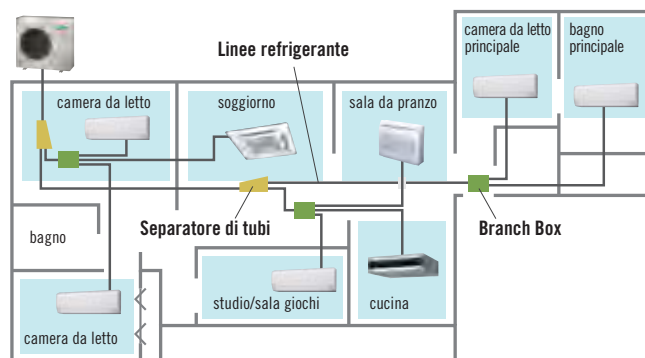 camera da letto
principale
bagno
principale
Linee refrigerante
camera da letto
soggiorno
sala da pranzo
Separatore di tubi
Branch Box
bagno
studio/sala giochi
cucina
camera da letto